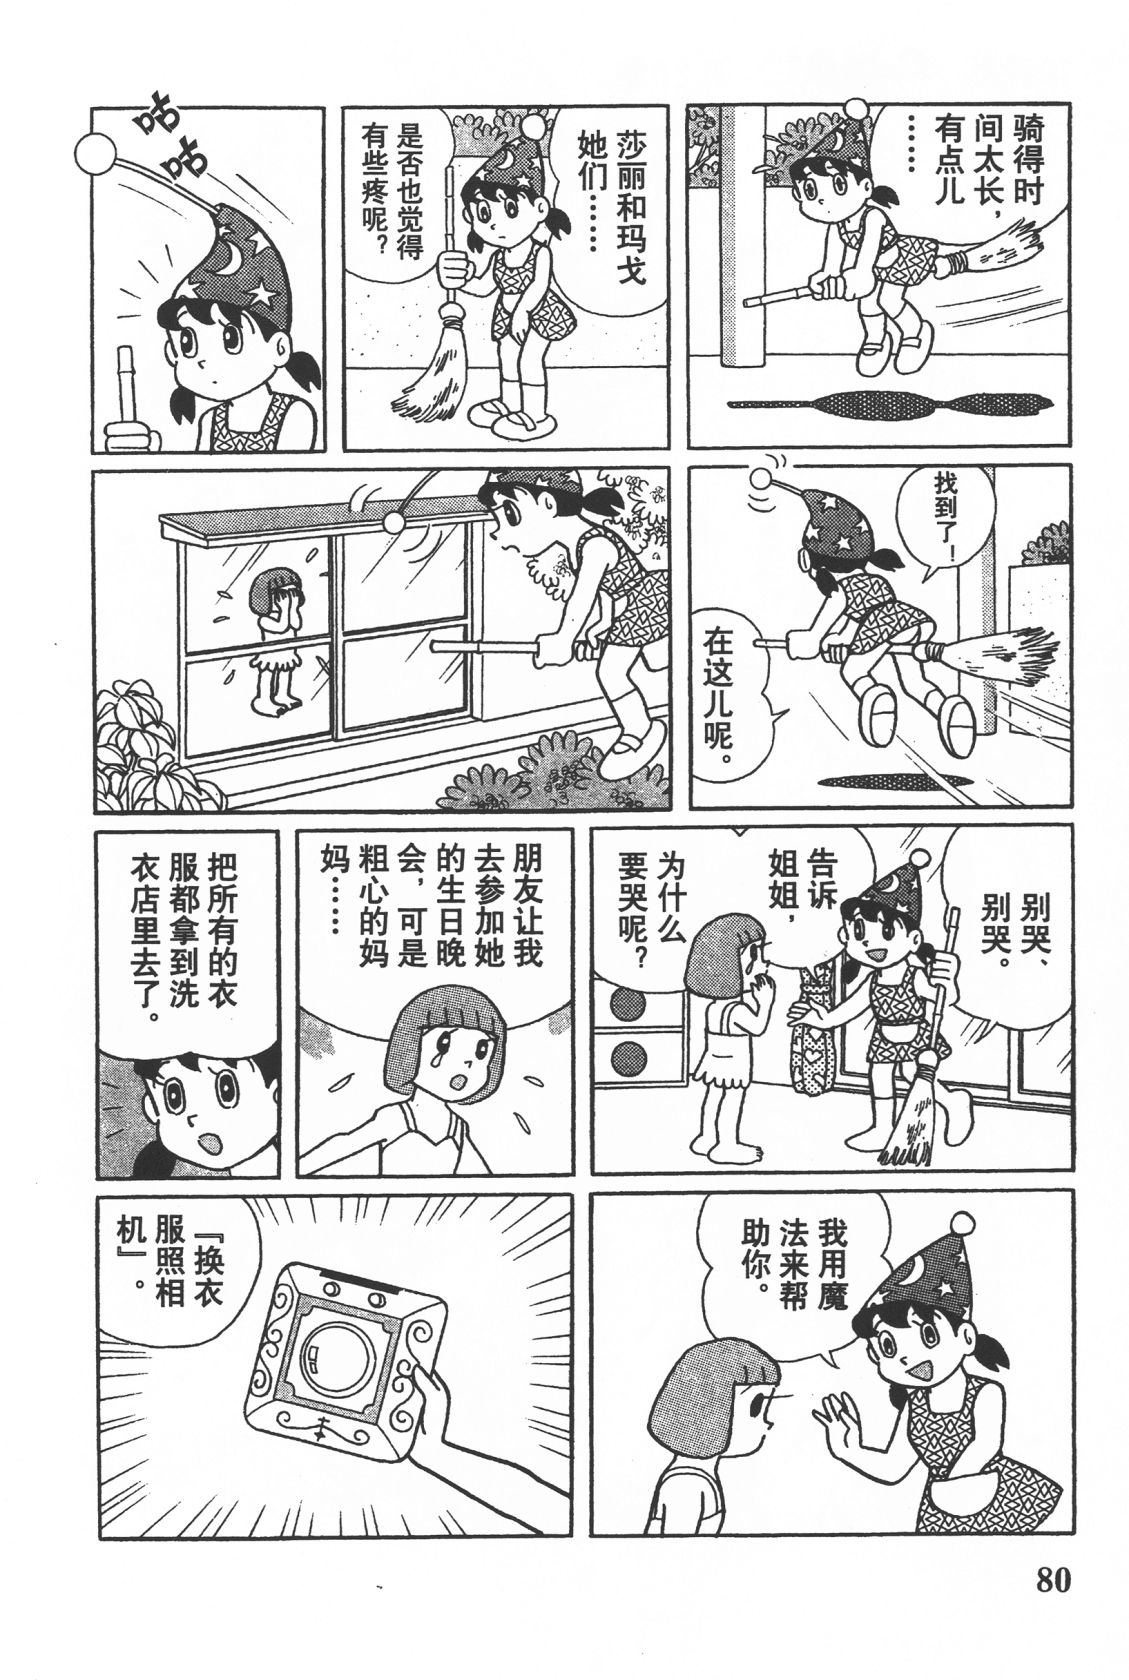 骑得时
间太长，
有点儿
……
莎丽和玛戈
她们……
是否也觉得
有些疼呢？
咕
咕
找到了！
在这儿呢。
别哭、
别哭。
告诉
姐姐，
为什么
要哭呢？
朋友让我
去参加她
的生日晚
会，可是
粗心的妈
妈……
把所有的衣
服都拿到洗
衣店里去了。
我用魔
法来帮
助你。
『换衣
服照相
机』。
80